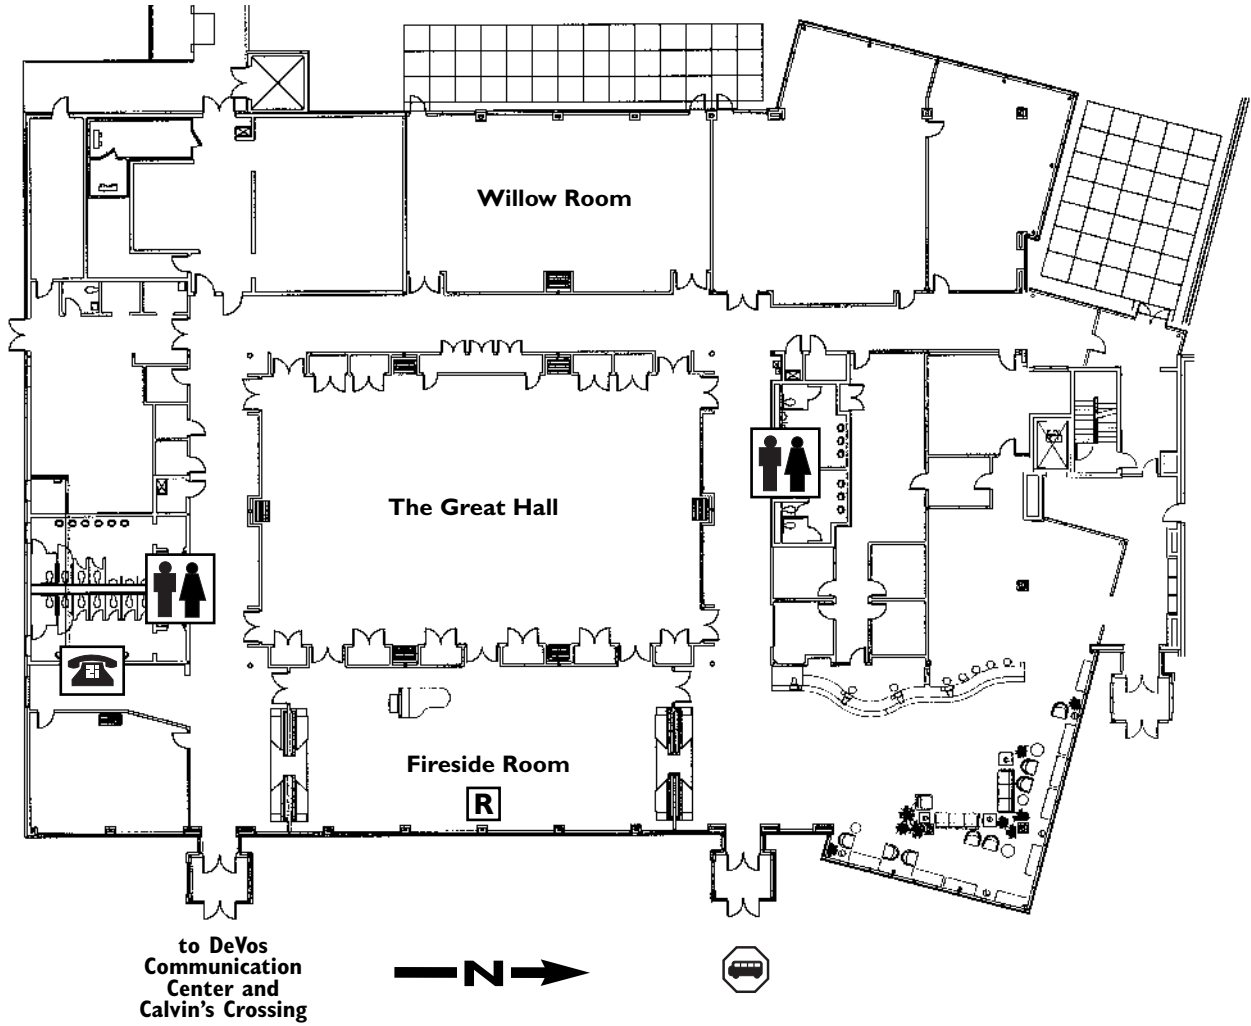 Willow Room
The Great Hall
Fireside Room
R
to DeVos
Communication
Center and
Calvin's Crossing
N